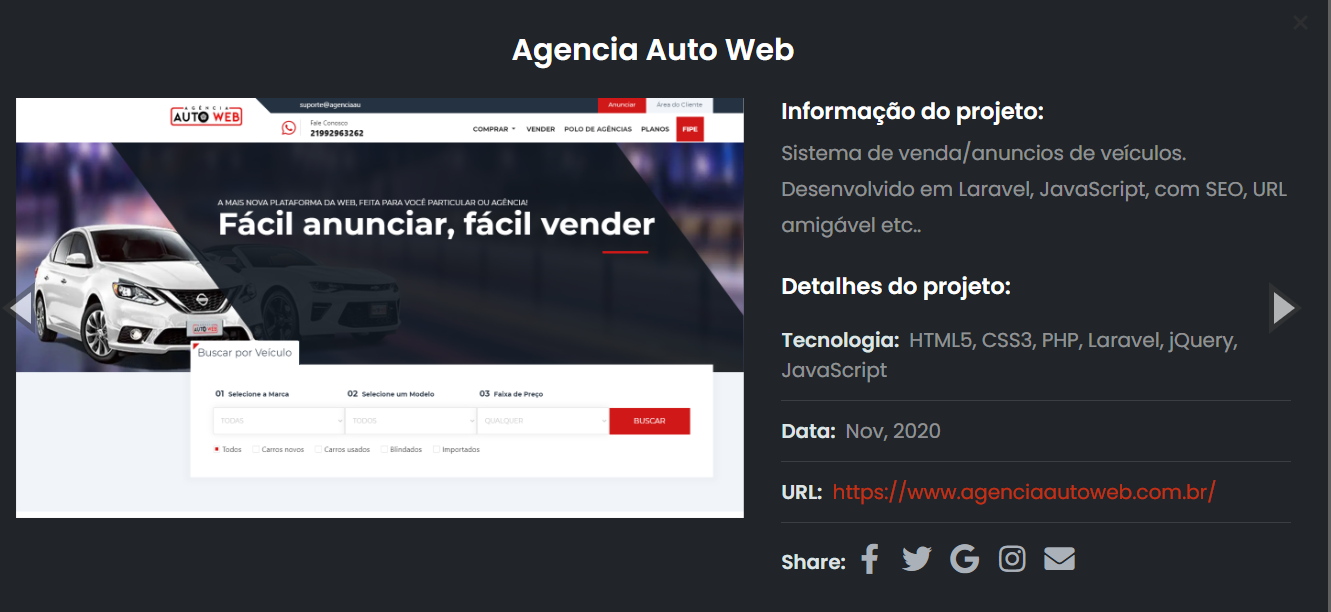 Agencia Auto Web
suporte@agenciaau
Anunciar
Área do Cliente
AGÊNCIA
AUTO WEB
Fale Conosco
21992963262
COMPRAR
VENDER
POLO DE AGÊNCIAS
PLANOS
FIPE
A MAIS NOVA PLATAFORMA DA WEB, FEITA PARA VOCÊ PARTICULAR OU AGÊNCIA!
Fácil anunciar, fácil vender
AUTO WEB
Buscar por Veículo
01 Selecione a Marca
02 Selecione um Modelo
03 Faixa de Preço
TODAS
TODOS
QUALQUER
BUSCAR
Todos
Carros novos
Carros usados
Blindados
Importados
Informação do projeto:
Sistema de venda/anuncios de veículos.
Desenvolvido em Laravel, JavaScript, com SEO, URL
amigável etc..
Detalhes do projeto:
Tecnologia: HTML5, CSS3, PHP, Laravel, jQuery,
JavaScript
Data: Nov, 2020
URL: https://www.agenciaautoweb.com.br/
Share: